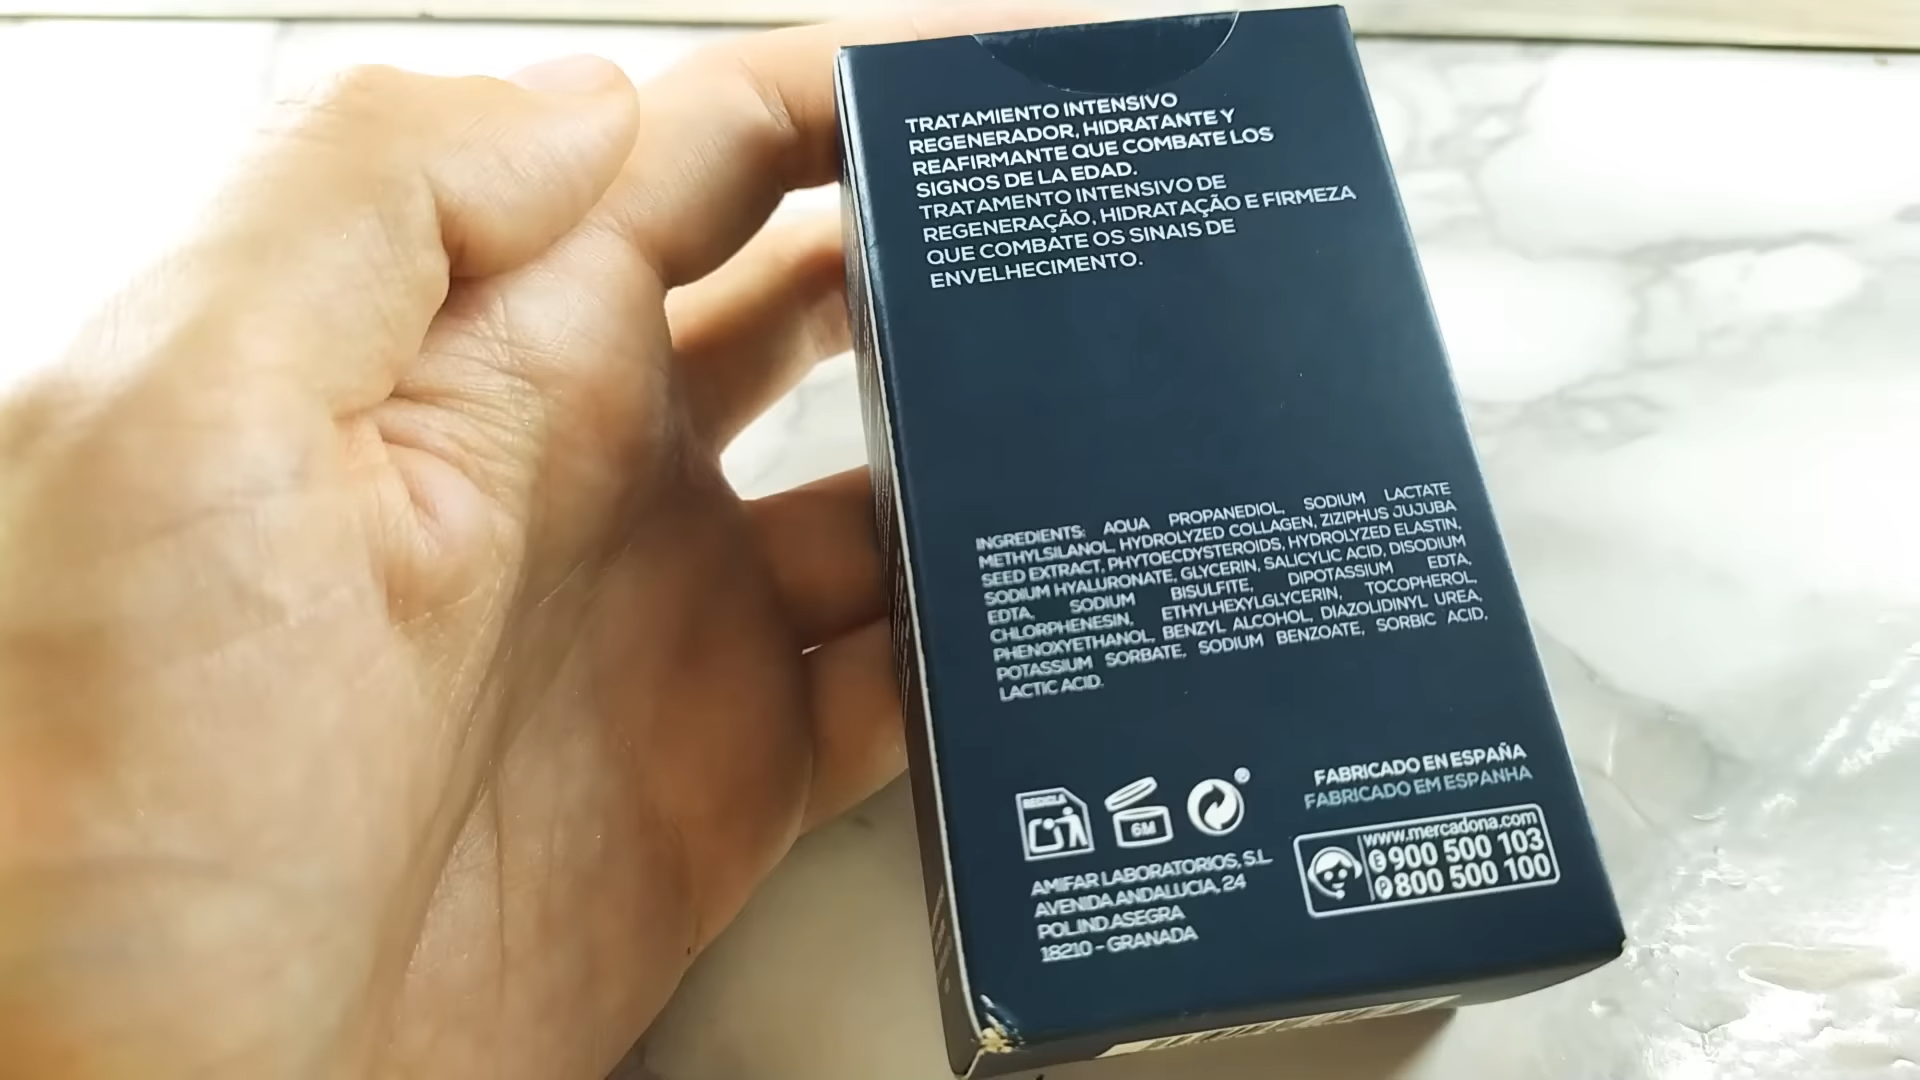 TRATAMIENTO INTENSIVO
REGENERADOR, HIDRATANTE Y
REAFIRMANTE QUE COMBATE LOS
SIGNOS DE LA EDAD.
TRATAMENTO INTENSIVO DE
REGENERAÇÃO, HIDRATAÇÃO E FIRMEZA
QUE COMBATE OS SINAIS DE
ENVELHECIMENTO.
INGREDIENTS: AQUA PROPANEDIOL, SODIUM LACTATE
METHYLSILANOL, HYDROLYZED COLLAGEN, ZIZIPHUS JUJUBA
SEED EXTRACT, PHYTOECDYSTEROIDS, HYDROLYZED ELASTIN,
SODIUM HYALURONATE, GLYCERIN, SALICYLIC ACID, DISODIUM
EDTA, SODIUM BISULFITE, DIPOTASSIUM EDTA,
CHLORPHENESIN, ETHYLHEXYLGLYCERIN, TOCOPHEROL,
PHENOXYETHANOL, BENZYL ALCOHOL, DIAZOLIDINYL UREA,
POTASSIUM SORBATE, SODIUM BENZOATE, SORBIC ACID,
LACTIC ACID.
RECICLA
6M
FABRICADO EN ESPAÑA
FABRICADO EM ESPANHA
www.mercadona.com
E 900 500 103
P 800 500 100
AMIFAR LABORATORIOS, S.L.
AVENIDA ANDALUCIA, 24
POL.IND.ASEGRA
18210 - GRANADA